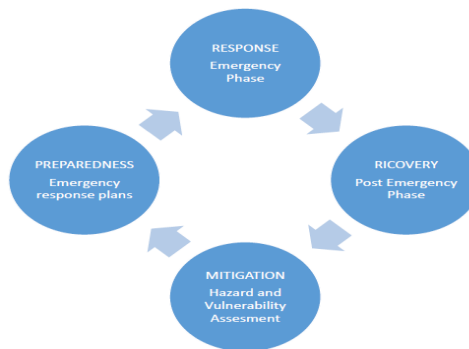 RESPONSE
Emergency
Phase
PREPAREDNESS
Emergency
response plans
RICOVERY
Post Emergency
Phase
MITIGATION
Hazard and
Vulnerability
Assesment